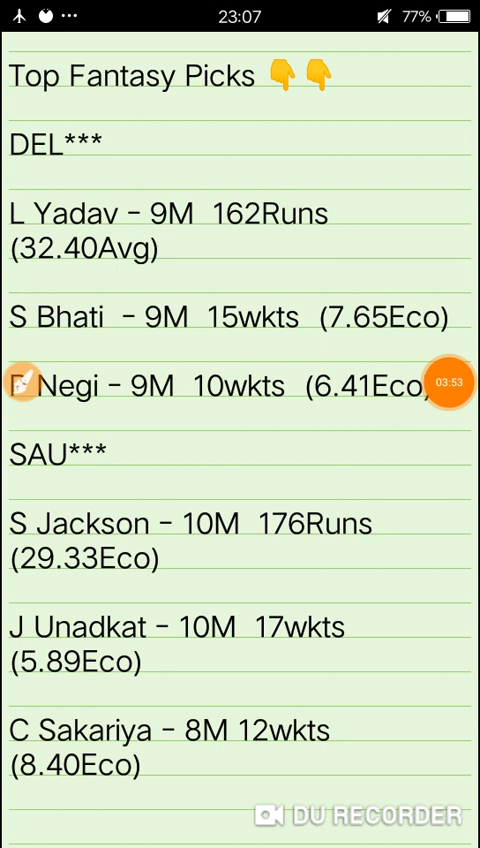 23:07
77%
Top Fantasy Picks 👇👇
DEL***
L Yadav - 9M 162Runs
(32.40Avg)
S Bhati - 9M 15wkts (7.65Eco)
Negi - 9M 10wkts (6.41Eco)
03:53
SAU***
S Jackson - 10M 176Runs
(29.33Eco)
J Unadkat - 10M 17wkts
(5.89Eco)
C Sakariya - 8M 12wkts
(8.40Eco)
DU RECORDER